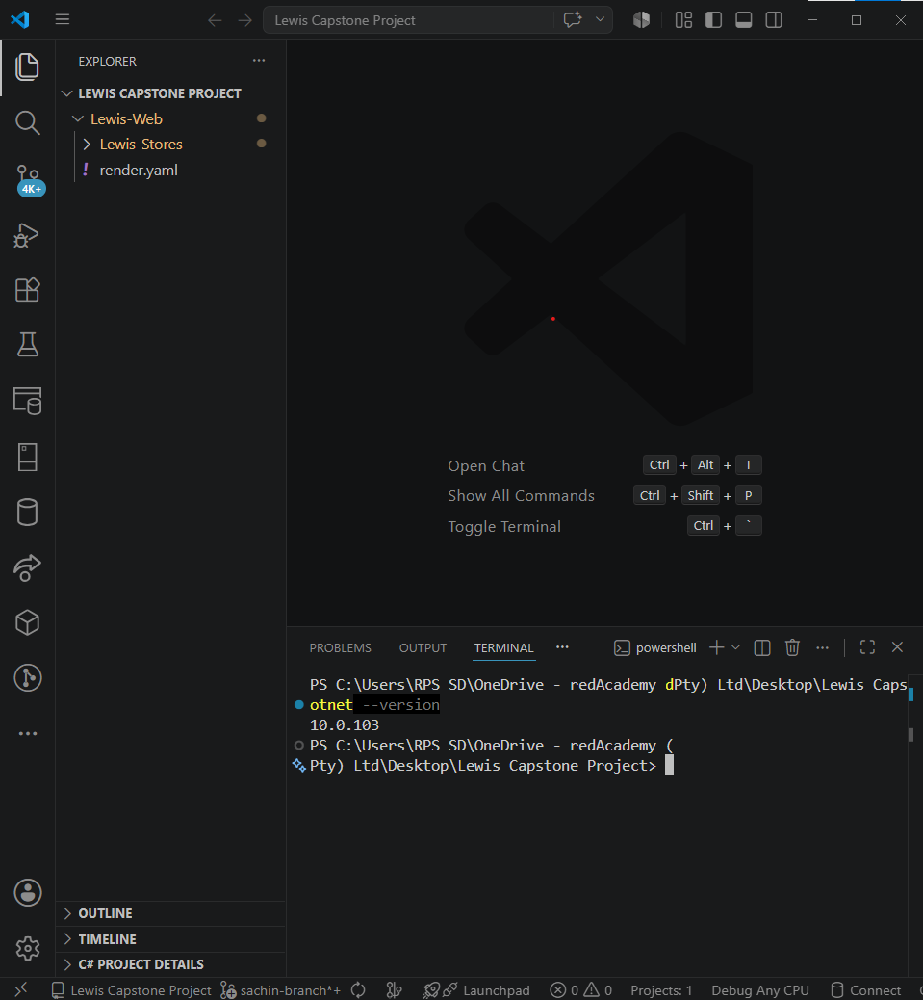 Lewis Capstone Project
EXPLORER
LEWIS CAPSTONE PROJECT
Lewis-Web
Lewis-Stores
! render.yaml
4K+
OUTLINE
TIMELINE
C# PROJECT DETAILS
Open Chat Ctrl + Alt + I
Show All Commands Ctrl + Shift + P
Toggle Terminal Ctrl + `
PROBLEMS OUTPUT TERMINAL ··· powershell
PS C:\Users\RPS SD\OneDrive - redAcademy dPty) Ltd\Desktop\Lewis Caps
otnet --version
10.0.103
PS C:\Users\RPS SD\OneDrive - redAcademy (
Pty) Ltd\Desktop\Lewis Capstone Project>
Lewis Capstone Project sachin-branch*+ Launchpad 0 0 Projects: 1 Debug Any CPU Connect